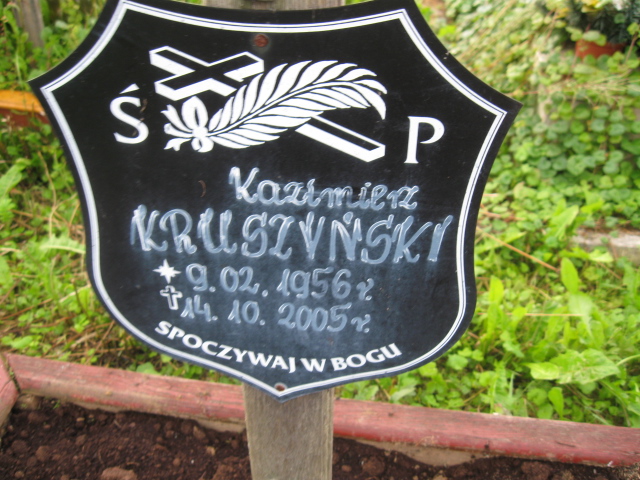 Ś P
Kazimierz
KRUSZYŃSKI
9.02.1956 r.
14.10.2005 r.
SPOCZYWAJ W BOGU